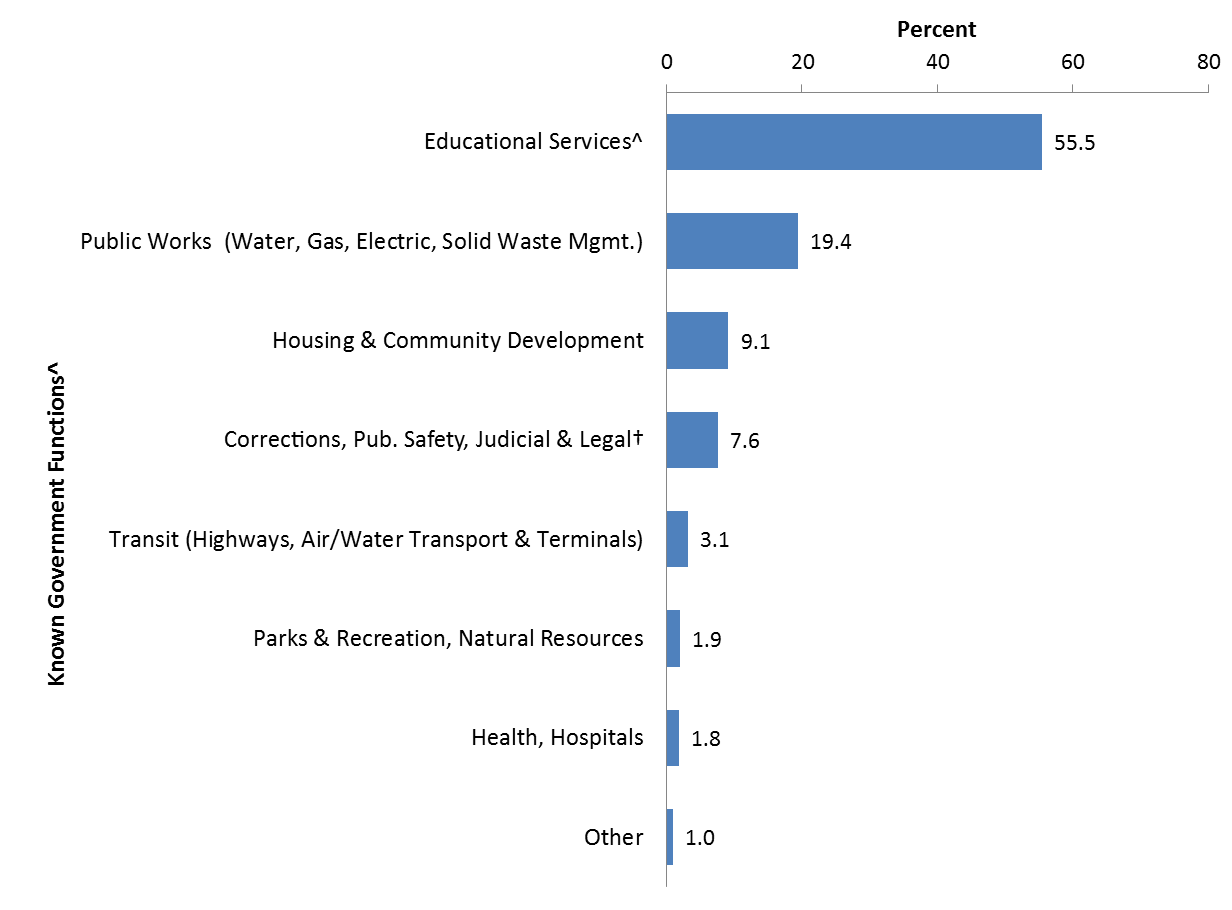 Percent
0 20 40 60 80
Known Government Functions^
Educational Services^ 55.5
Public Works  (Water, Gas, Electric, Solid Waste Mgmt.) 19.4
Housing & Community Development 9.1
Corrections, Pub. Safety, Judicial & Legal† 7.6
Transit (Highways, Air/Water Transport & Terminals) 3.1
Parks & Recreation, Natural Resources 1.9
Health, Hospitals 1.8
Other 1.0